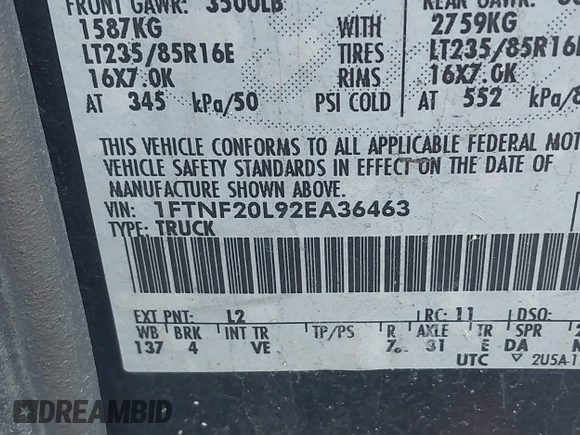 FRONT GAWR: 3500LB
1587KG WITH 2759KG
LT235/85R16E TIRES LT235/85R16E
16X7.0K RIMS 16X7.0K
AT 345 kPa/50 PSI COLD AT 552 kPa/8
THIS VEHICLE CONFORMS TO ALL APPLICABLE FEDERAL MOT
VEHICLE SAFETY STANDARDS IN EFFECT ON THE DATE OF
MANUFACTURE SHOWN ABOVE.
VIN: 1FTNF20L92EA36463
TYPE: TRUCK
EXT PNT: L2 RC: 11 DSO:
WB BRK INT TR TP/PS R AXLE TR SPR
137 4 VE 31 E DA
UTC ▽ 2U5A-1
DREAMBID